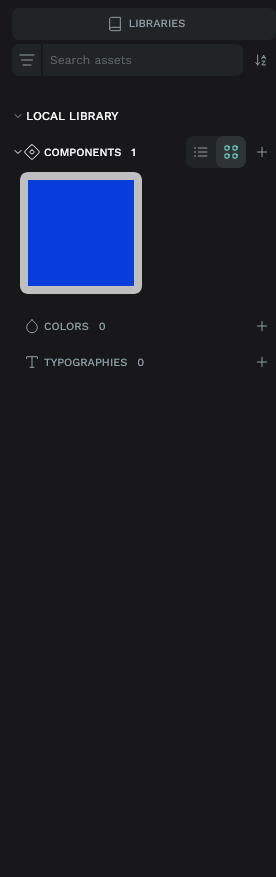 LIBRARIES
Search assets
LOCAL LIBRARY
COMPONENTS 1
COLORS 0
TYPOGRAPHIES 0